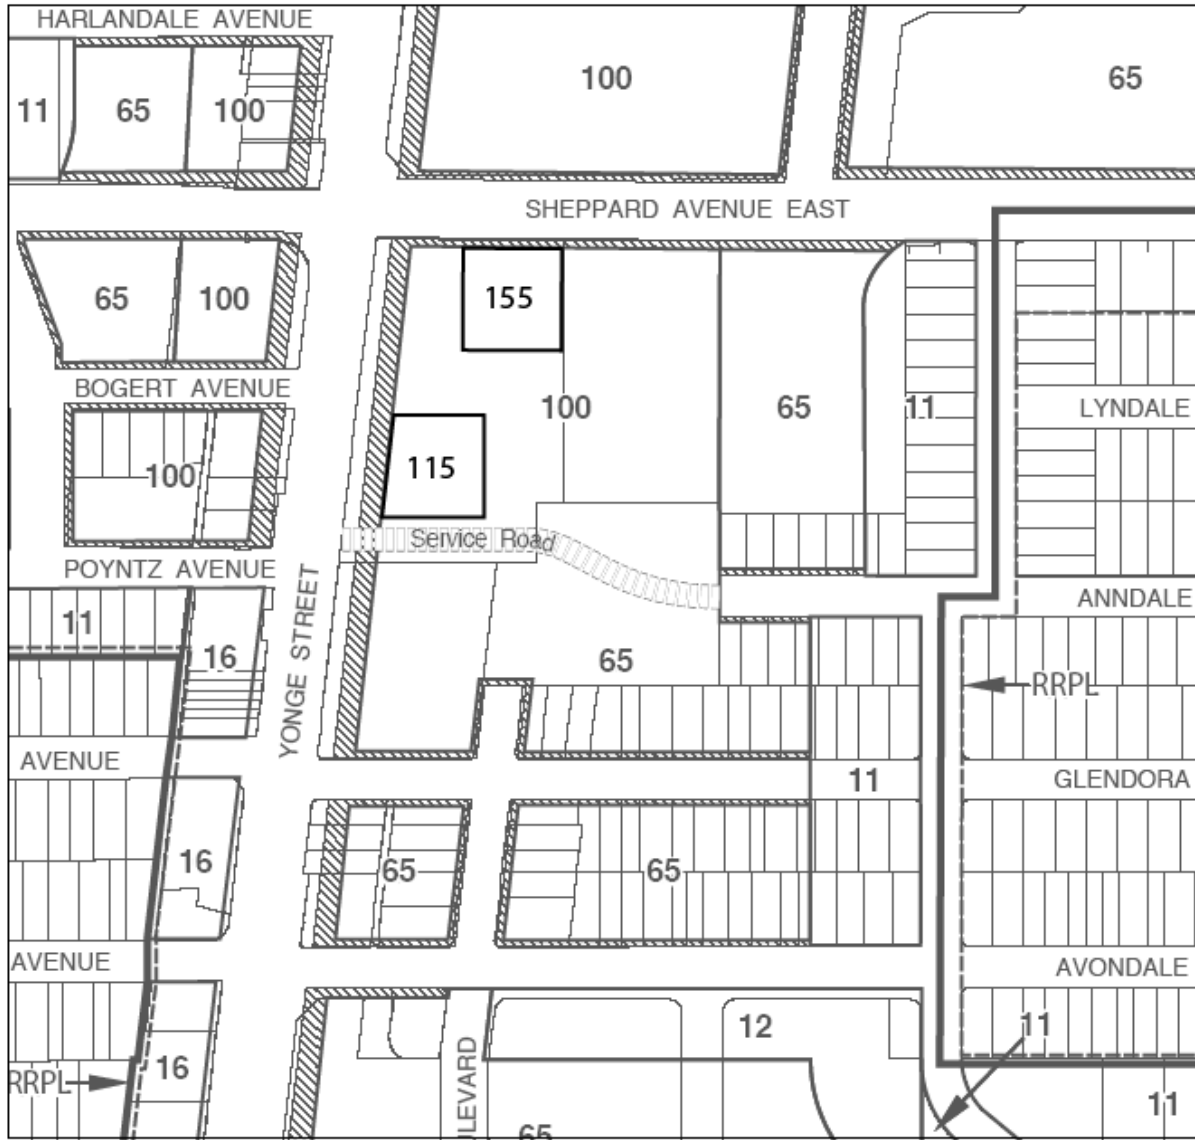 HARLANDALE AVENUE
100
65
11
65
100
SHEPPARD AVENUE EAST
65
100
155
BOGERT AVENUE
100
65
11
LYNDALE
115
100
Service Road
POYNTZ AVENUE
ANNDALE
11
16
YONGE STREET
65
RRPL
AVENUE
11
GLENDORA
16
65
65
AVENUE
AVONDALE
12
11
16
RRPL
ULEVARD
65
11